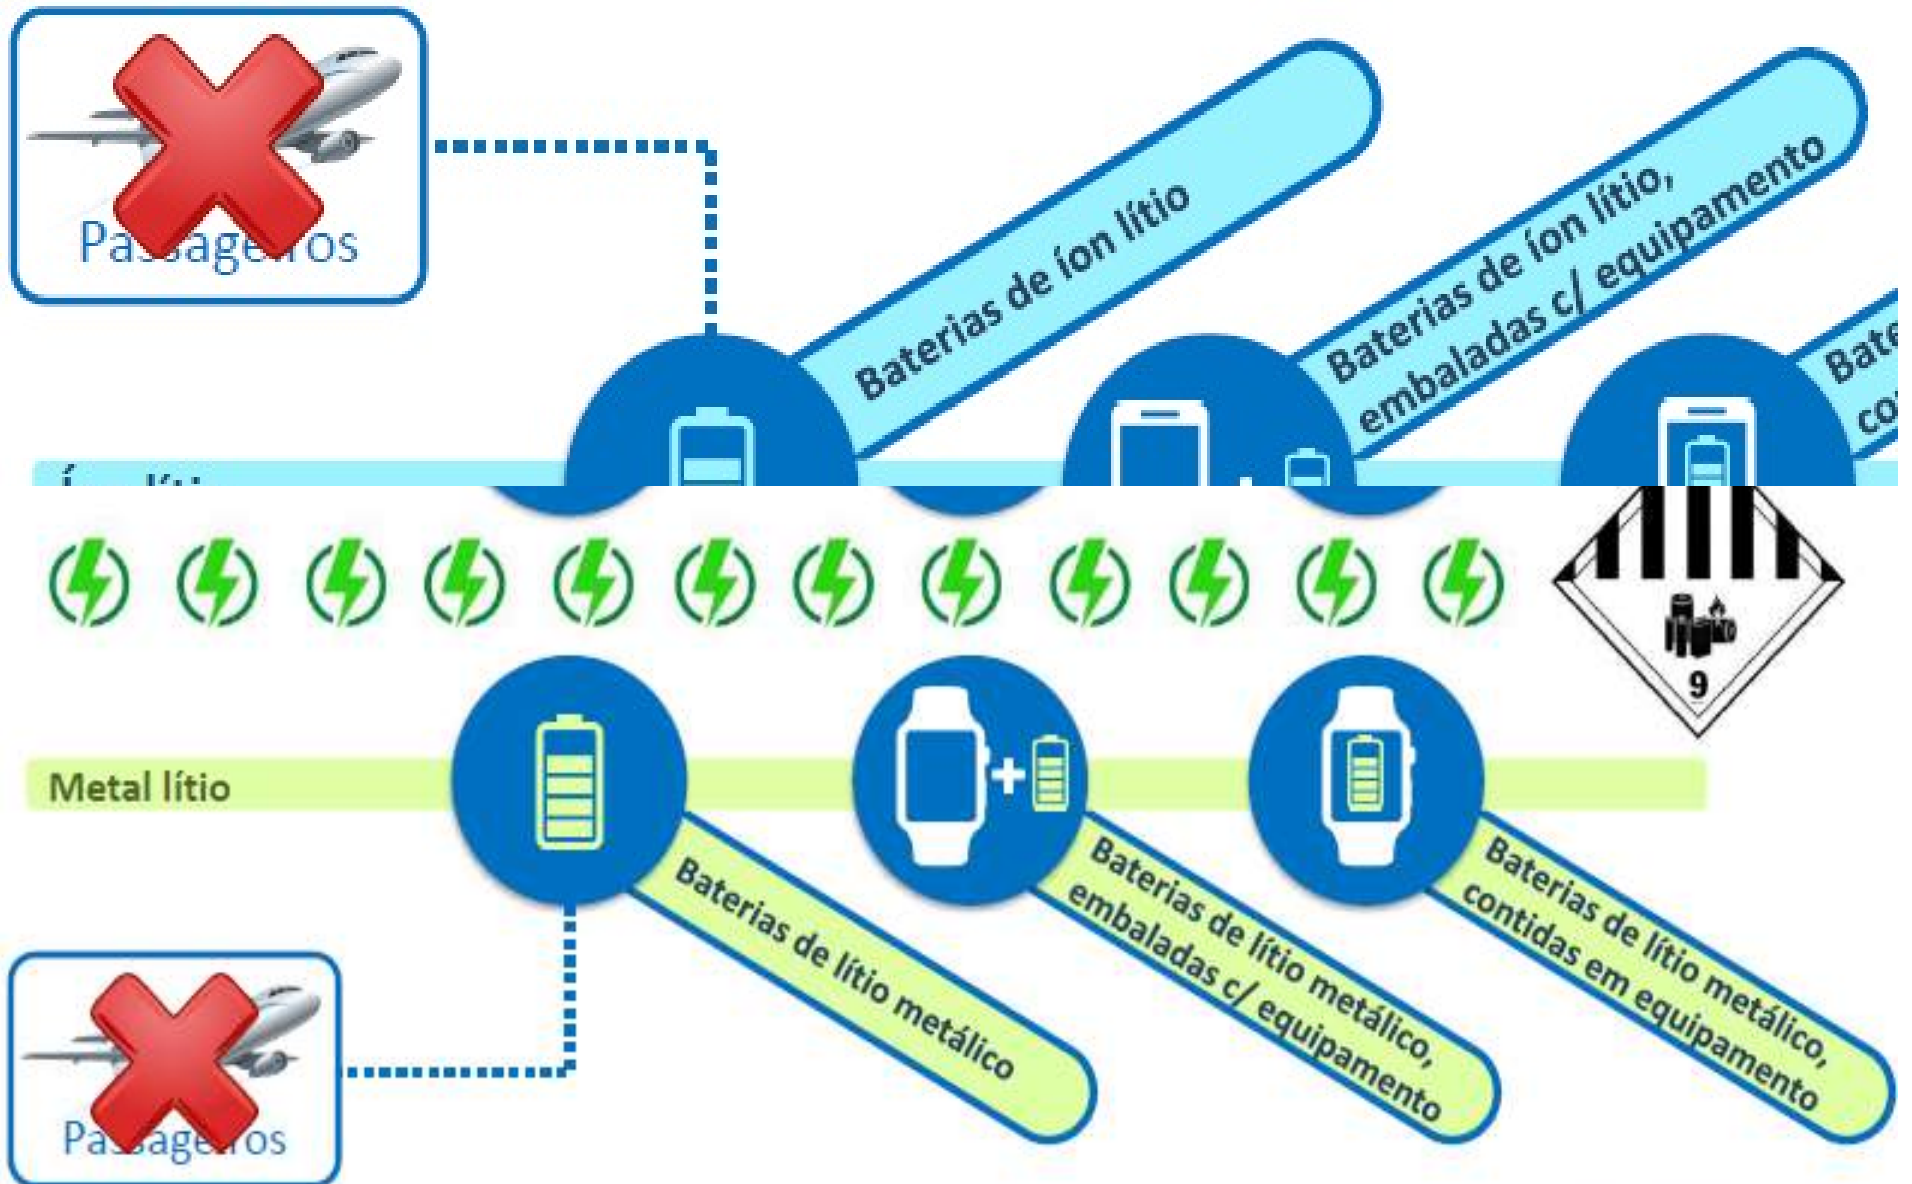 Passageiros
Baterias de íon lítio
Baterias de íon lítio,
embaladas c/ equipamento
9
Metal lítio
Baterias de lítio metálico
Baterias de lítio metálico,
embaladas c/ equipamento
Baterias de lítio metálico,
contidas em equipamento
Passageiros